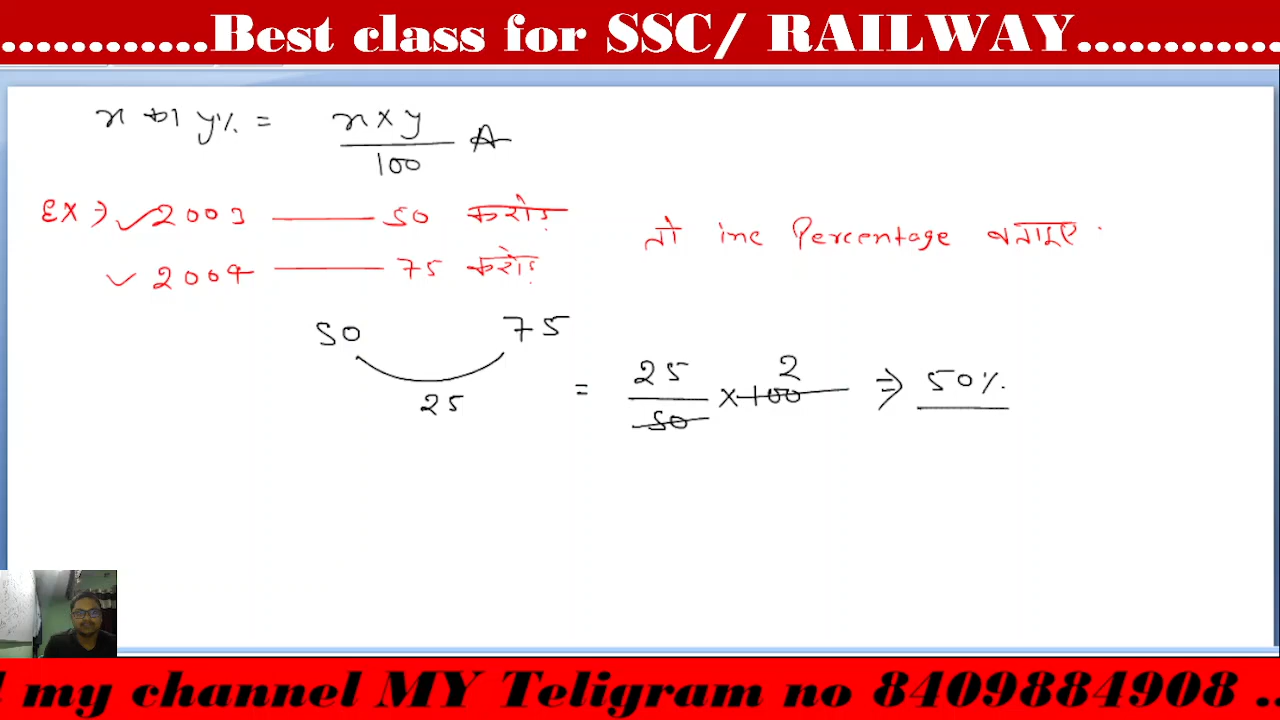 ............Best class for SSC/ RAILWAY............
x का y% = x × y / 100
Ex ⇒ ✓2003 —— 50 करोड़
तो inc Percentage बताइए.
✓ 2004 —— 75 करोड़
50 75
25
= 25/50 × 100 2 ⇒ 50%
my channel MY Teligram no 8409884908 ..